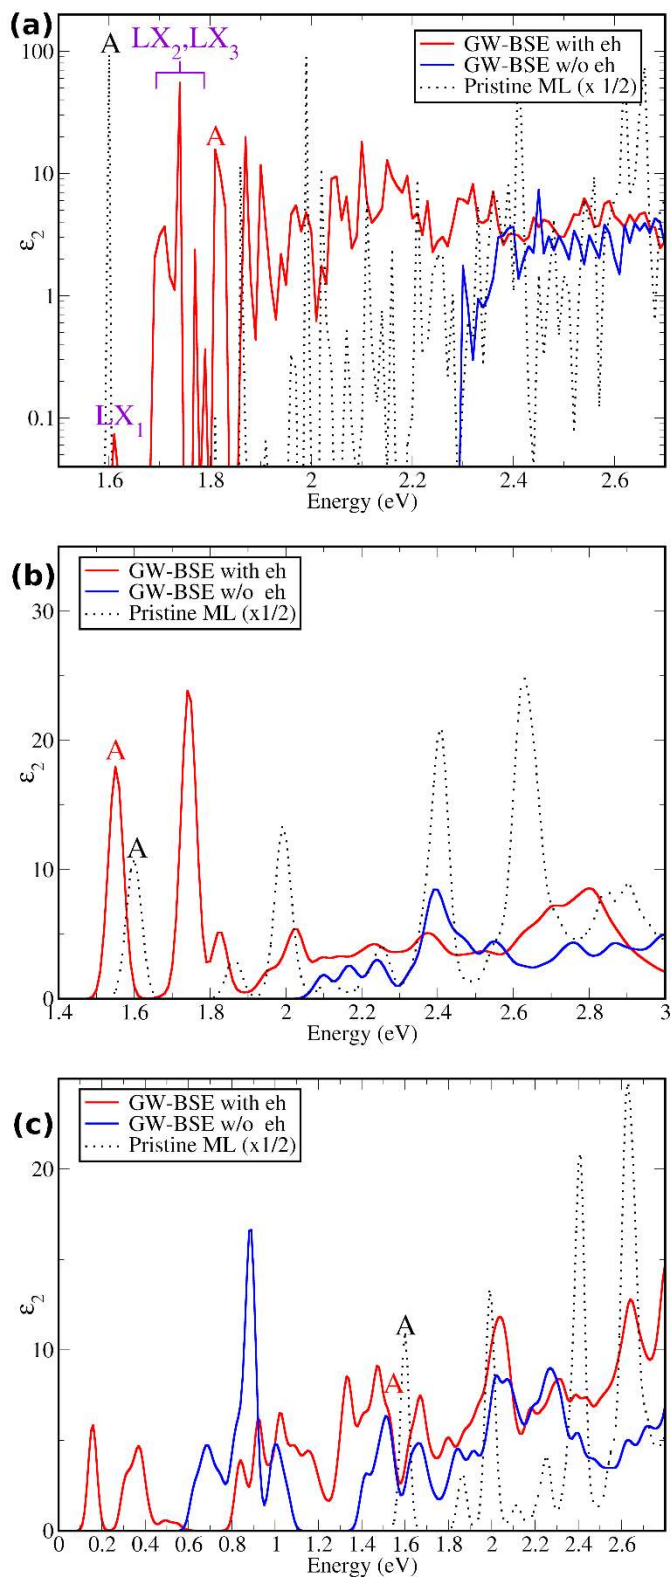 (a)
100
10
1
0.1
ε2
A
LX2,LX3
A
LX1
GW-BSE with eh
GW-BSE w/o eh
Pristine ML (x 1/2)
1.6 1.8 2 2.2 2.4 2.6
Energy (eV)
(b)
30
20
10
0
ε2
GW-BSE with eh
GW-BSE w/o eh
Pristine ML (x1/2)
A
A
1.4 1.6 1.8 2 2.2 2.4 2.6 2.8 3
Energy (eV)
(c)
20
10
0
ε2
GW-BSE with eh
GW-BSE w/o eh
Pristine ML (x1/2)
A
A
0 0.2 0.4 0.6 0.8 1 1.2 1.4 1.6 1.8 2 2.2 2.4 2.6
Energy (eV)